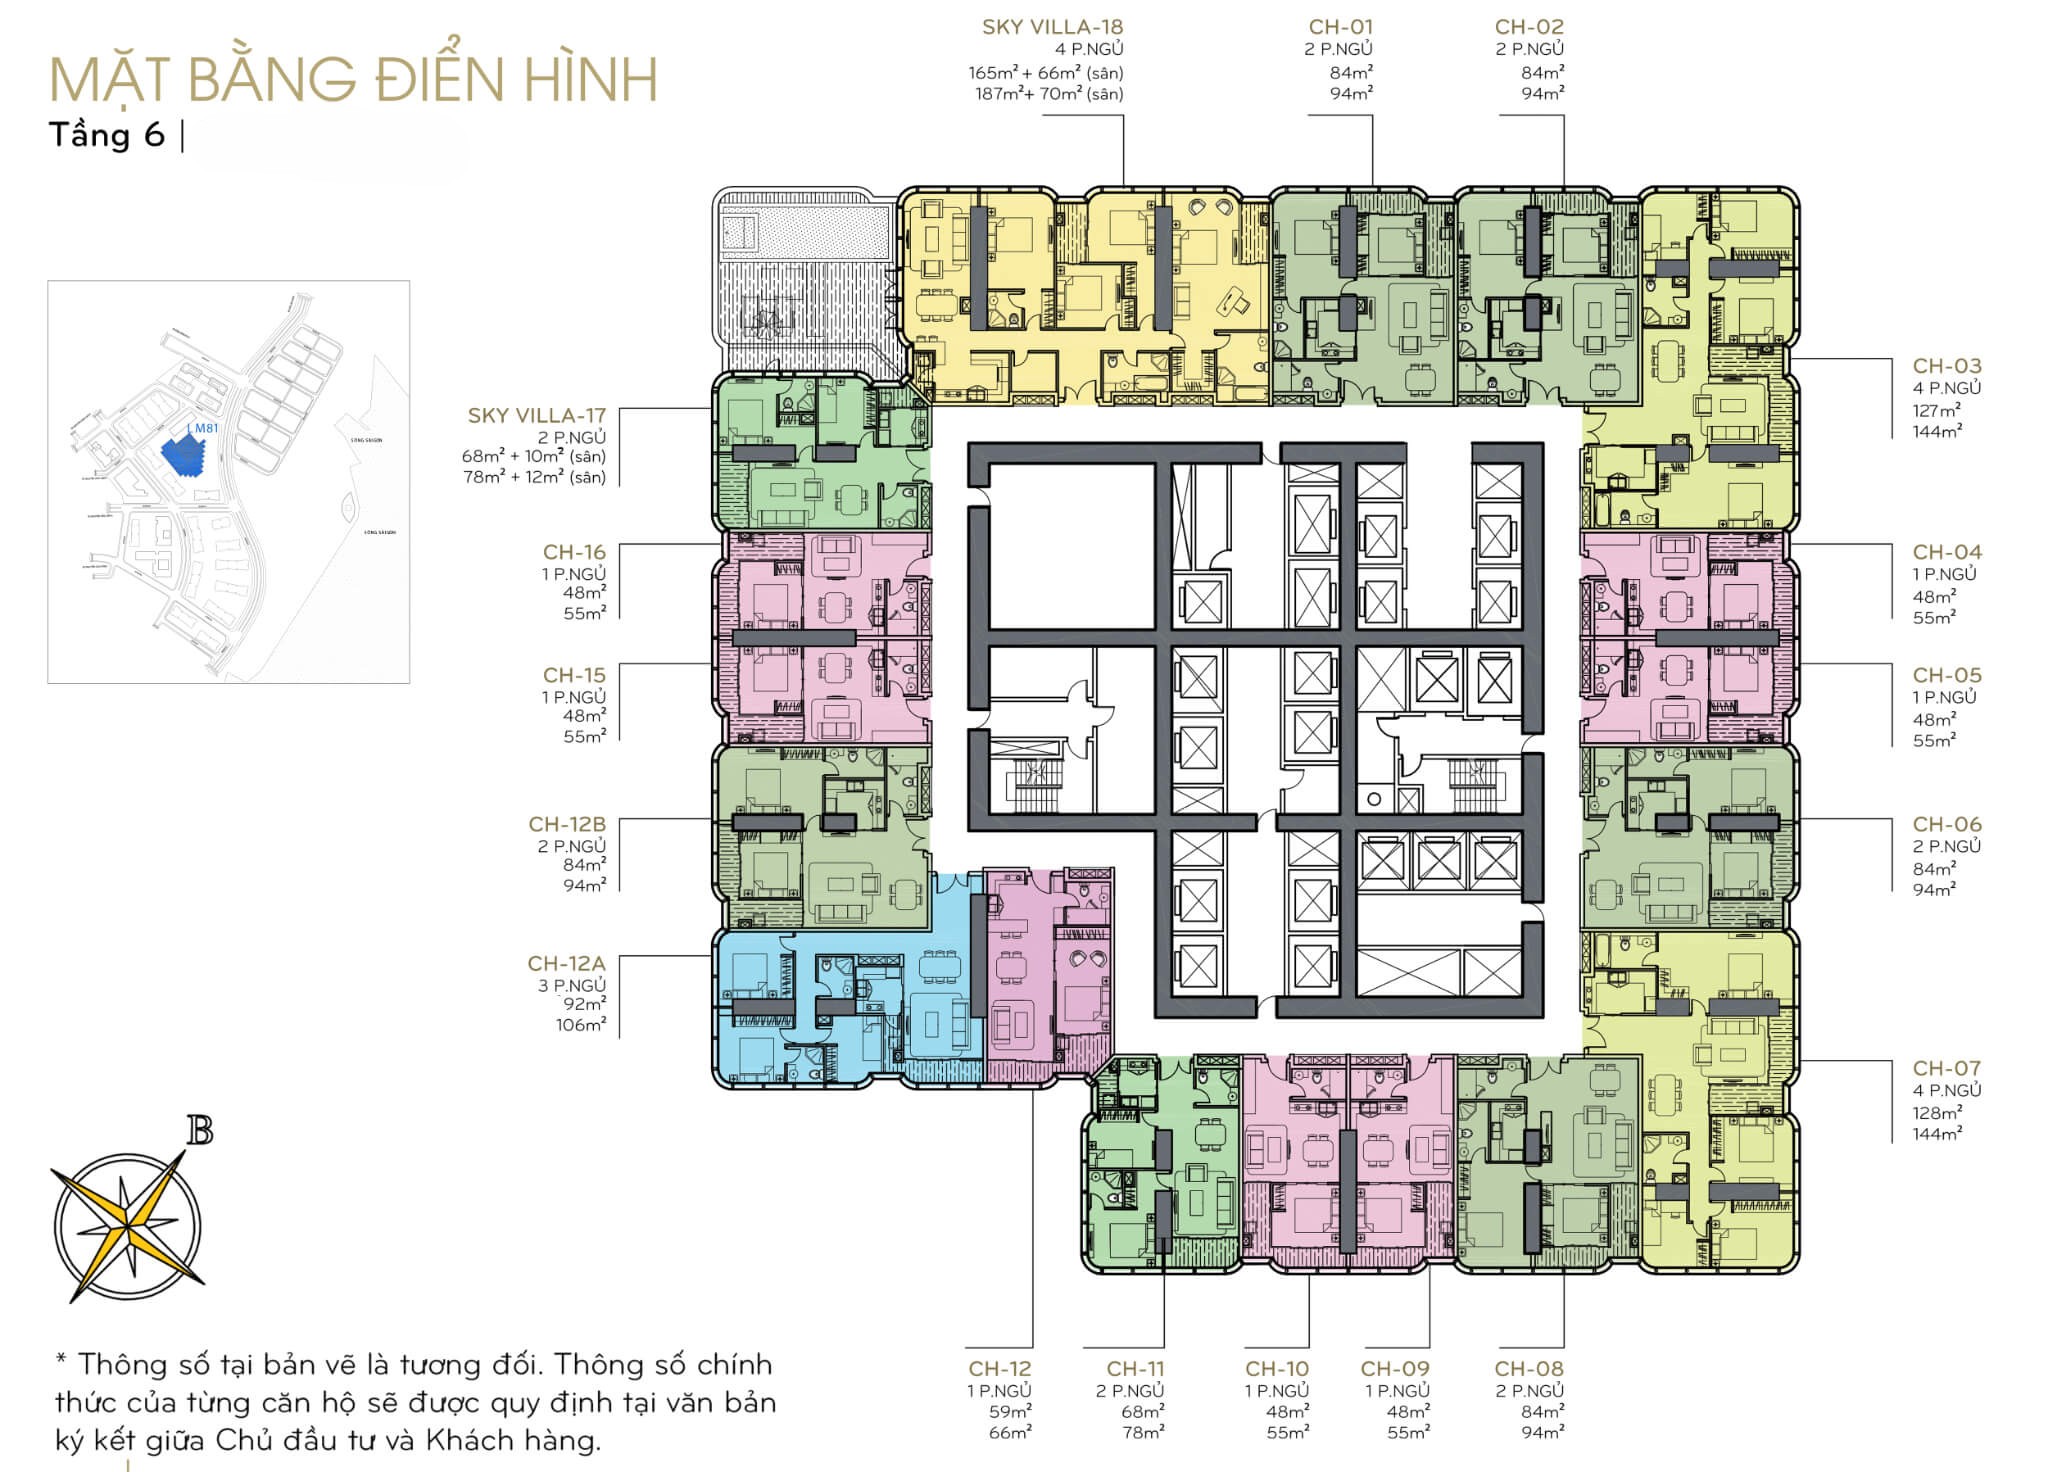 MẶT BẰNG ĐIỂN HÌNH
Tầng 6 |
SKY VILLA-18
4 P.NGỦ
165m² + 66m² (sân)
187m²+ 70m² (sân)
CH-01
2 P.NGỦ
84m²
94m²
CH-02
2 P.NGỦ
84m²
94m²
CH-03
4 P.NGỦ
127m²
144m²
CH-04
1 P.NGỦ
48m²
55m²
CH-05
1 P.NGỦ
48m²
55m²
CH-06
2 P.NGỦ
84m²
94m²
CH-07
4 P.NGỦ
128m²
144m²
SKY VILLA-17
2 P.NGỦ
68m² + 10m² (sân)
78m² + 12m² (sân)
CH-16
1 P.NGỦ
48m²
55m²
CH-15
1 P.NGỦ
48m²
55m²
CH-12B
2 P.NGỦ
84m²
94m²
CH-12A
3 P.NGỦ
92m²
106m²
CH-12
1 P.NGỦ
59m²
66m²
CH-11
2 P.NGỦ
68m²
78m²
CH-10
1 P.NGỦ
48m²
55m²
CH-09
1 P.NGỦ
48m²
55m²
CH-08
2 P.NGỦ
84m²
94m²
LM81
SÔNG SÀI GÒN
SÔNG SÀI GÒN
B
* Thông số tại bản vẽ là tương đối. Thông số chính
thức của từng căn hộ sẽ được quy định tại văn bản
ký kết giữa Chủ đầu tư và Khách hàng.